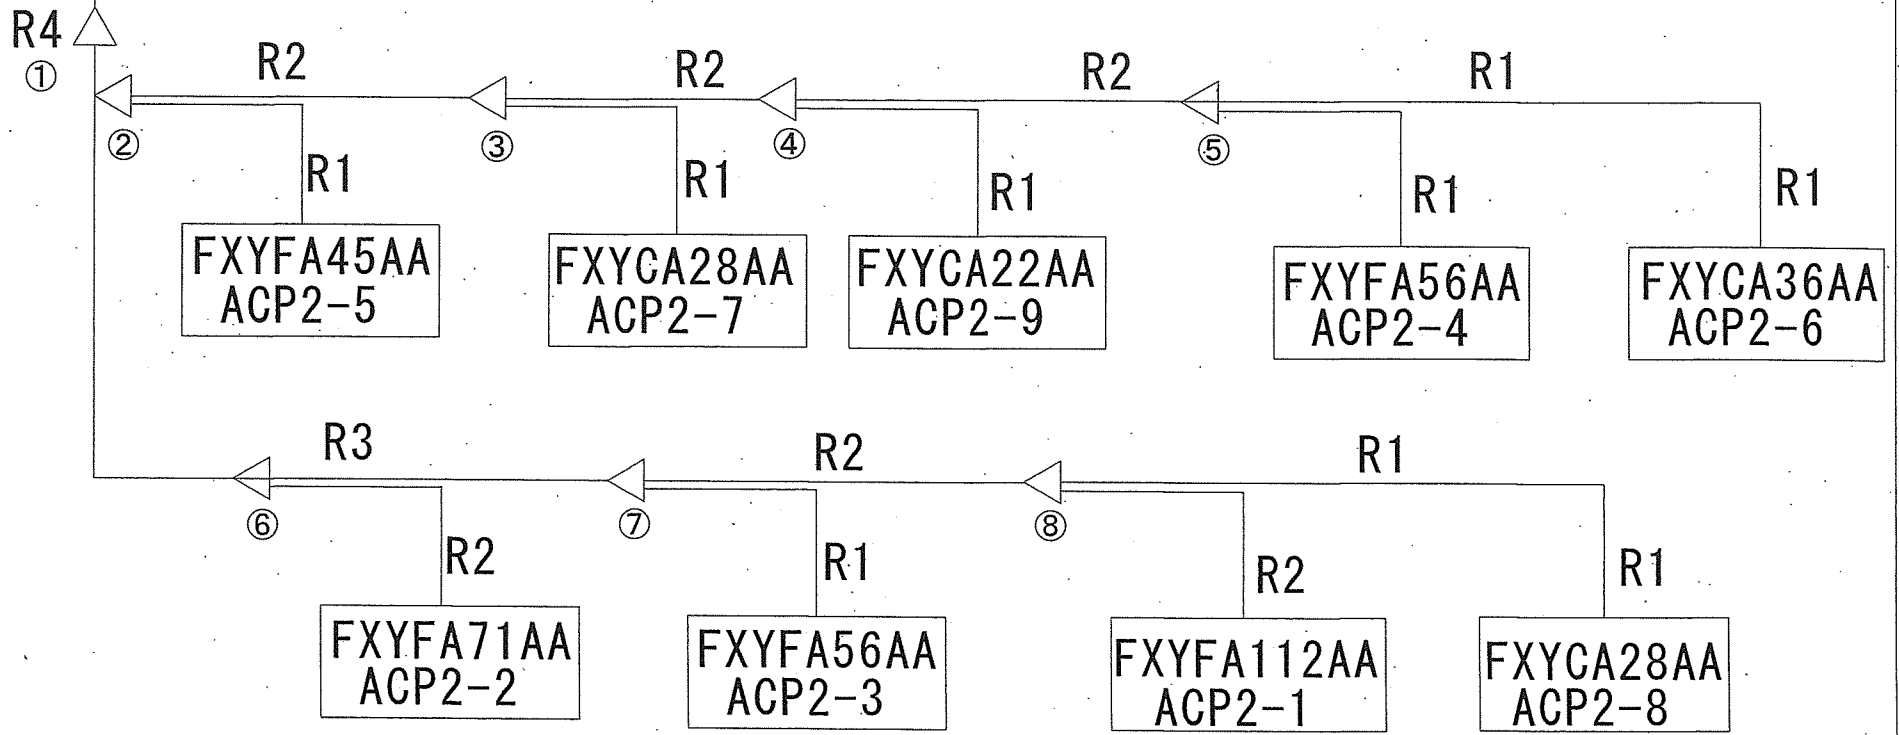 R4
①
R2
R2
R2
R1
②
③
④
⑤
R1
R1
R1
R1
R1
FXYFA45AA
ACP2-5
FXYCA28AA
ACP2-7
FXYCA22AA
ACP2-9
FXYFA56AA
ACP2-4
FXYCA36AA
ACP2-6
R3
R2
R1
⑥
⑦
⑧
R2
R1
R2
R1
FXYFA71AA
ACP2-2
FXYFA56AA
ACP2-3
FXYFA112AA
ACP2-1
FXYCA28AA
ACP2-8